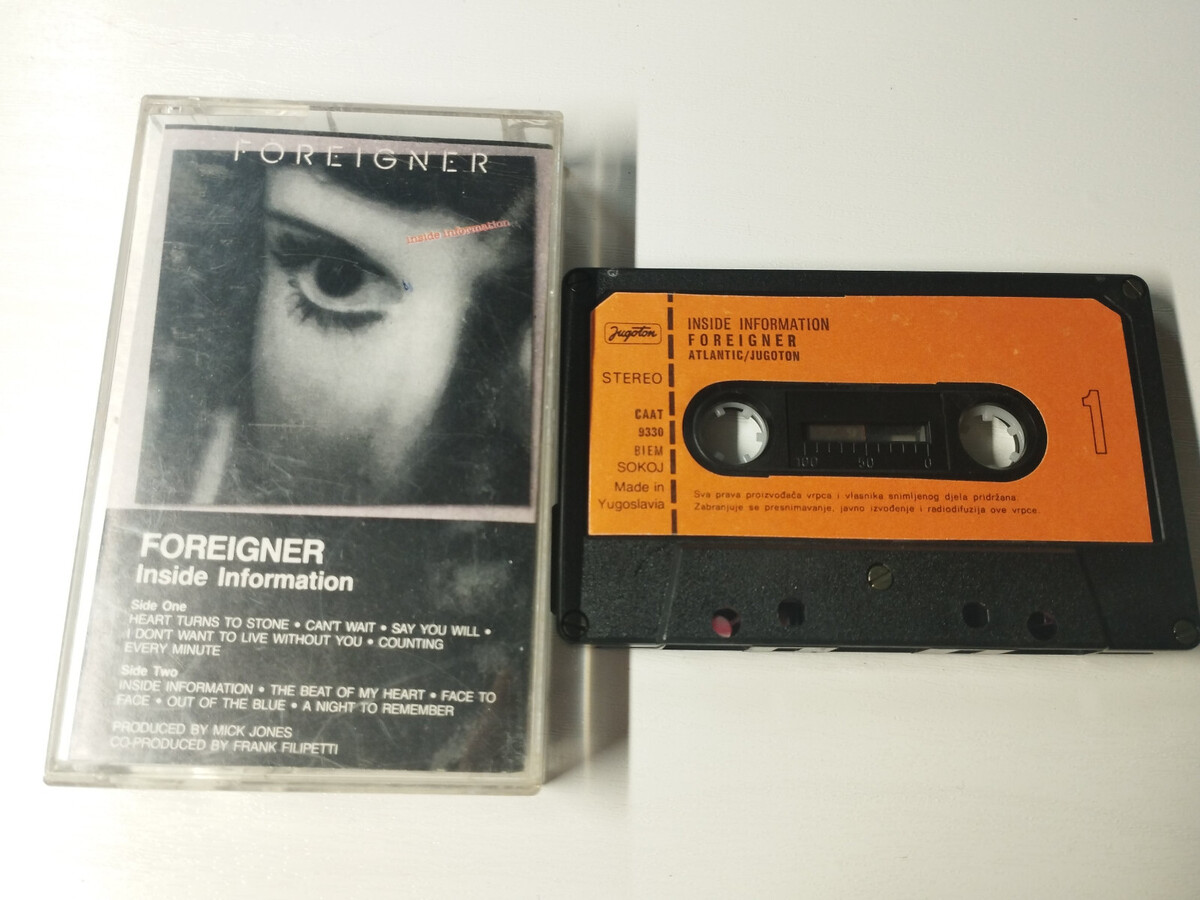 FOREIGNER
inside information
FOREIGNER
Inside Information
Side One
HEART TURNS TO STONE • CAN'T WAIT • SAY YOU WILL •
I DON'T WANT TO LIVE WITHOUT YOU • COUNTING
EVERY MINUTE
Side Two
INSIDE INFORMATION • THE BEAT OF MY HEART • FACE TO
FACE • OUT OF THE BLUE • A NIGHT TO REMEMBER
PRODUCED BY MICK JONES
CO-PRODUCED BY FRANK FILIPETTI
Jugoton
STEREO
CAAT
9330
BIEM
SOKOJ
Made in
Yugoslavia
INSIDE INFORMATION
FOREIGNER
ATLANTIC/JUGOTON
1
100 50 0
Sva prava proizvođača vrpca i vlasnika snimljenog djela pridržana.
Zabranjuje se presnimavanje, javno izvođenje i radiodifuzija ove vrpce.